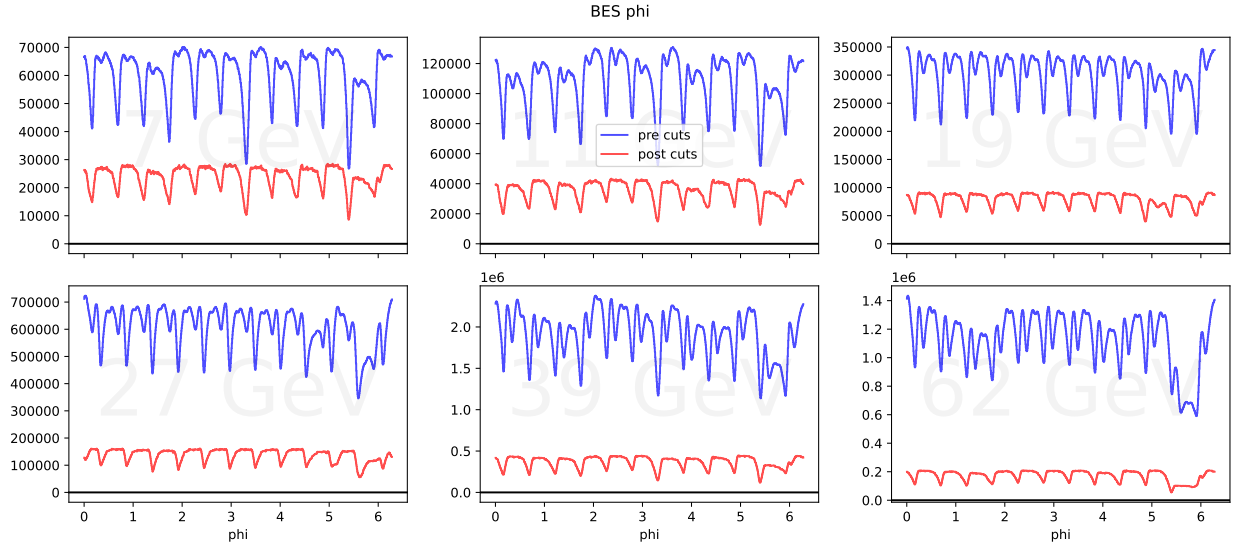 BES phi
70000
60000
50000
40000
30000
20000
10000
0
7 GeV
120000
100000
80000
60000
40000
20000
0
11 GeV
pre cuts
post cuts
350000
300000
250000
200000
150000
100000
50000
0
19 GeV
700000
600000
500000
400000
300000
200000
100000
0
27 GeV
0 1 2 3 4 5 6
phi
1e6
2.0
1.5
1.0
0.5
0.0
39 GeV
0 1 2 3 4 5 6
phi
1e6
1.4
1.2
1.0
0.8
0.6
0.4
0.2
0.0
62 GeV
0 1 2 3 4 5 6
phi